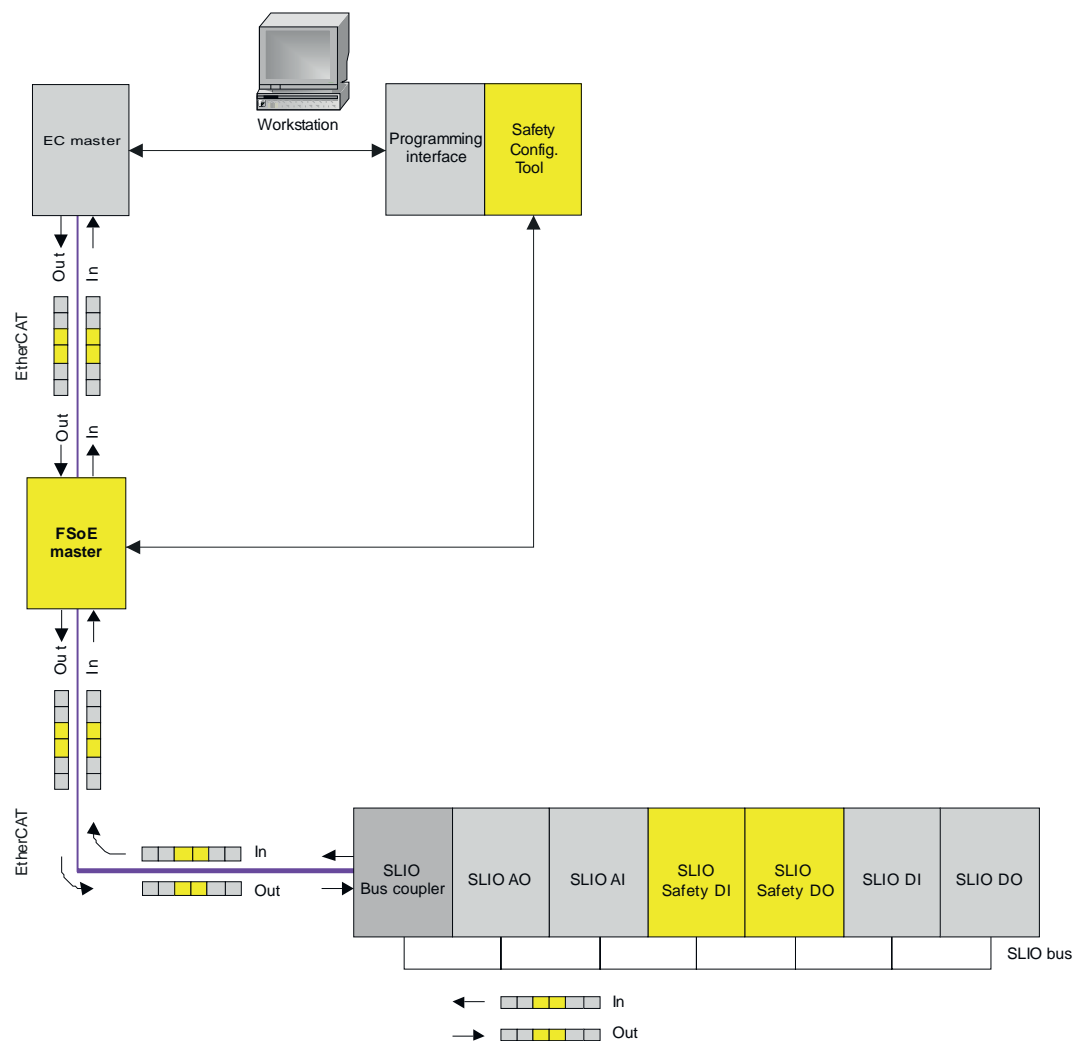 Workstation
EC master
Programming
interface
Safety
Config.
Tool
Out
In
EtherCAT
Out
In
FSoE
master
Out
In
EtherCAT
In
Out
SLIO
Bus coupler
SLIO AO
SLIO AI
SLIO
Safety DI
SLIO
Safety DO
SLIO DI
SLIO DO
SLIO bus
In
Out